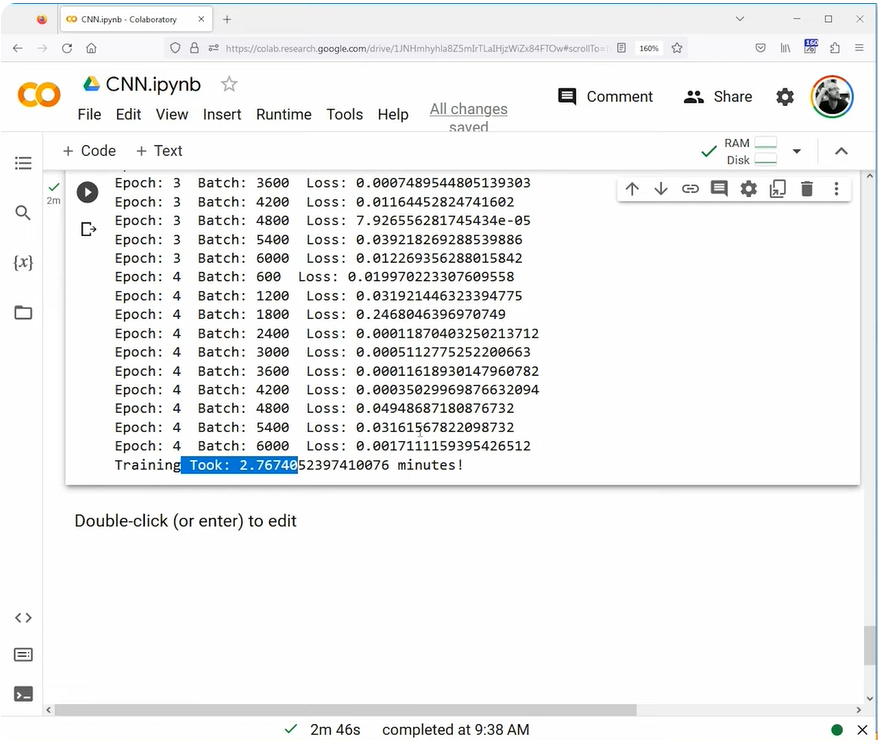 CNN.ipynb - Colaboratory
https://colab.research.google.com/drive/1JNHmhyhla8Z5mIrTLaIHjzWiZx84FTOw#scrollTo=
160%
160
CNN.ipynb
File Edit View Insert Runtime Tools Help
All changes
saved
Comment
Share
+ Code + Text
RAM
Disk
2m
Epoch: 3 Batch: 3600 Loss: 0.0007489544805139303
Epoch: 3 Batch: 4200 Loss: 0.01164452824741602
Epoch: 3 Batch: 4800 Loss: 7.926556281745434e-05
Epoch: 3 Batch: 5400 Loss: 0.039218269288539886
Epoch: 3 Batch: 6000 Loss: 0.012269356288015842
Epoch: 4 Batch: 600 Loss: 0.019970223307609558
Epoch: 4 Batch: 1200 Loss: 0.031921446323394775
Epoch: 4 Batch: 1800 Loss: 0.2468046396970749
Epoch: 4 Batch: 2400 Loss: 0.000118704032502137​12
Epoch: 4 Batch: 3000 Loss: 0.0005112775252200663
Epoch: 4 Batch: 3600 Loss: 0.00011618930147960782
Epoch: 4 Batch: 4200 Loss: 0.00035029969876632094
Epoch: 4 Batch: 4800 Loss: 0.04948687180876732
Epoch: 4 Batch: 5400 Loss: 0.03161567822098732
Epoch: 4 Batch: 6000 Loss: 0.0017111159395426512
Training Took: 2.7674052397410076 minutes!
{x}
Double-click (or enter) to edit
2m 46s completed at 9:38 AM